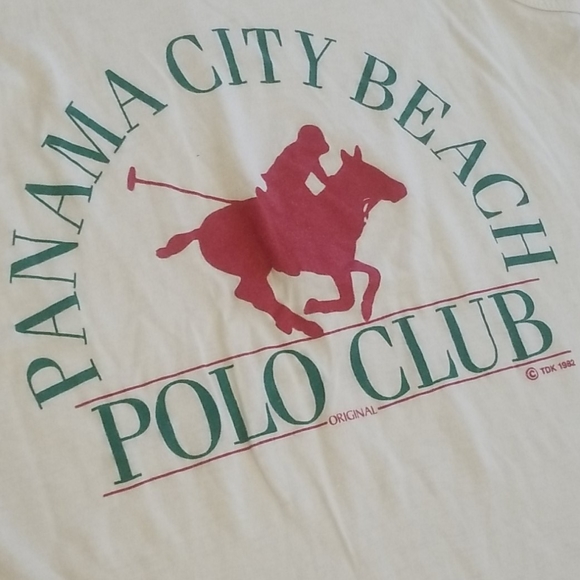 PANAMA CITY BEACH
POLO CLUB
ORIGINAL
© TDK 1982